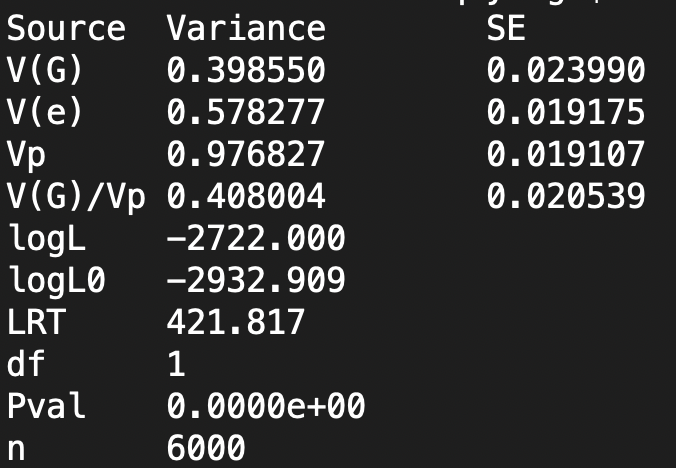 Source Variance SE
V(G) 0.398550 0.023990
V(e) 0.578277 0.019175
Vp 0.976827 0.019107
V(G)/Vp 0.408004 0.020539
logL -2722.000
logL0 -2932.909
LRT 421.817
df 1
Pval 0.0000e+00
n 6000